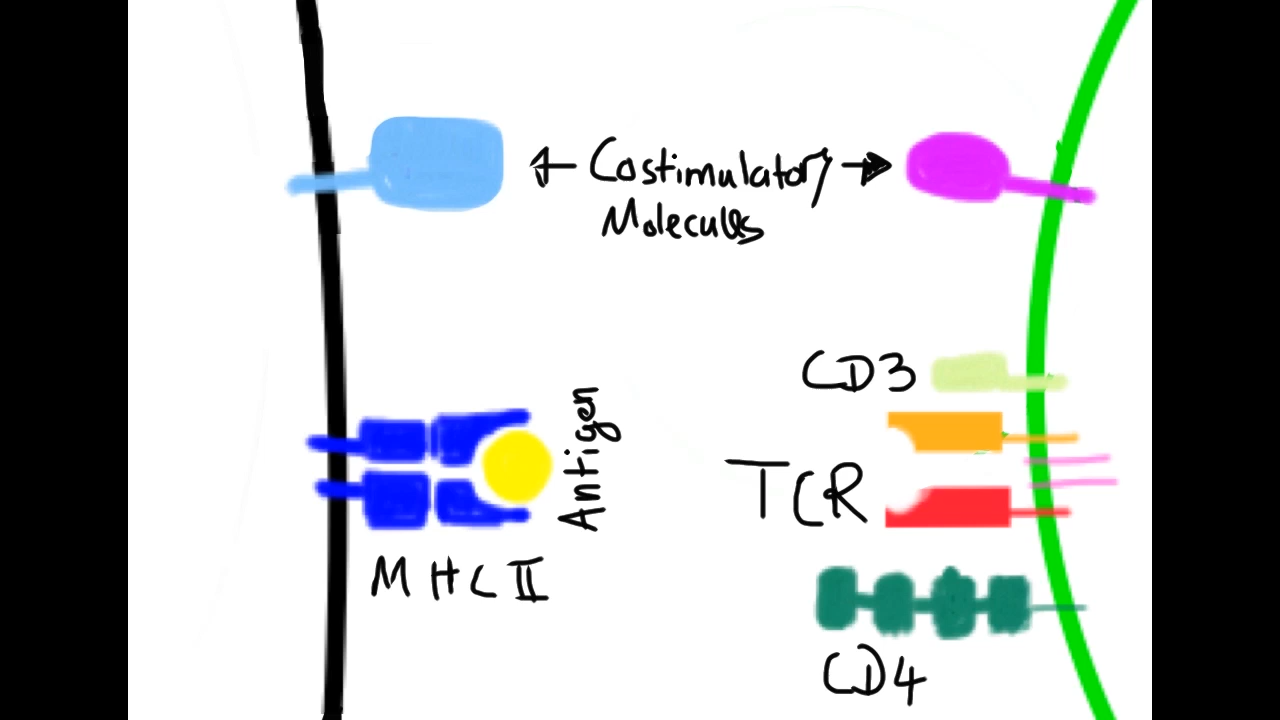 Costimulatory
Molecules
CD3
Antigen
TCR
MHC II
CD4